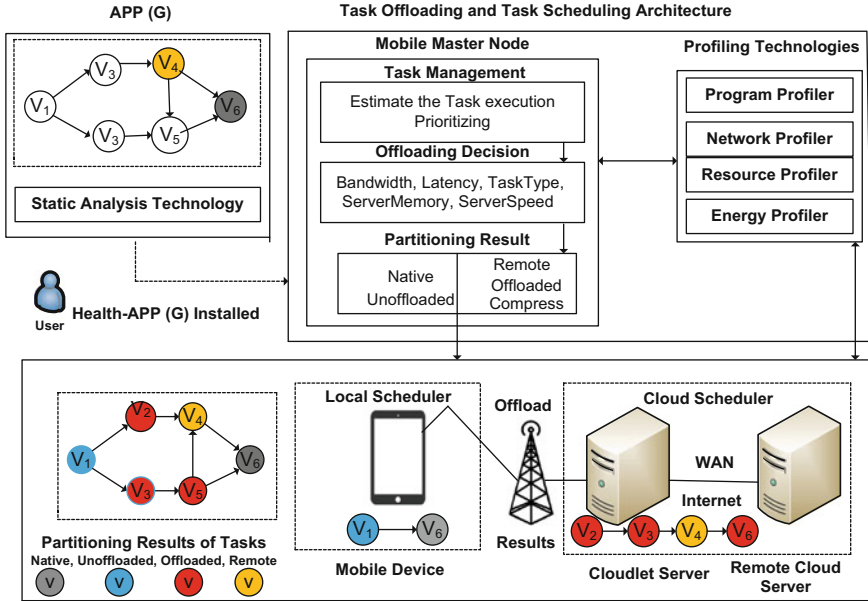 APP (G)
Task Offloading and Task Scheduling Architecture
V1
V3
V4
V3
V5
V6
Static Analysis Technology
User
Health-APP (G) Installed
Mobile Master Node
Task Management
Estimate the Task execution
Prioritizing
Offloading Decision
Bandwidth, Latency, TaskType,
ServerMemory, ServerSpeed
Partitioning Result
Native
Unoffloaded
Remote
Offloaded
Compress
Profiling Technologies
Program Profiler
Network Profiler
Resource Profiler
Energy Profiler
V1
V2
V4
V3
V5
V6
Partitioning Results of Tasks
Native, Unoffloaded, Offloaded, Remote
V V V V
Local Scheduler
V1 V6
Mobile Device
Offload
Results
Cloud Scheduler
WAN
Internet
V2 V3 V4 V6
Cloudlet Server
Remote Cloud
Server